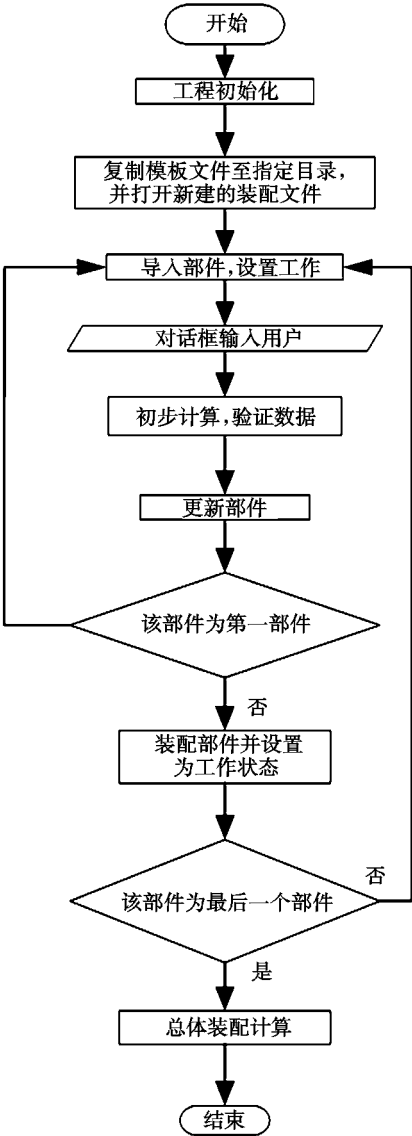 开始
工程初始化
复制模板文件至指定目录，
并打开新建的装配文件
导入部件，设置工作
对话框输入用户
初步计算，验证数据
更新部件
该部件为第一部件
否
装配部件并设置
为工作状态
否
该部件为最后一个部件
是
总体装配计算
结束